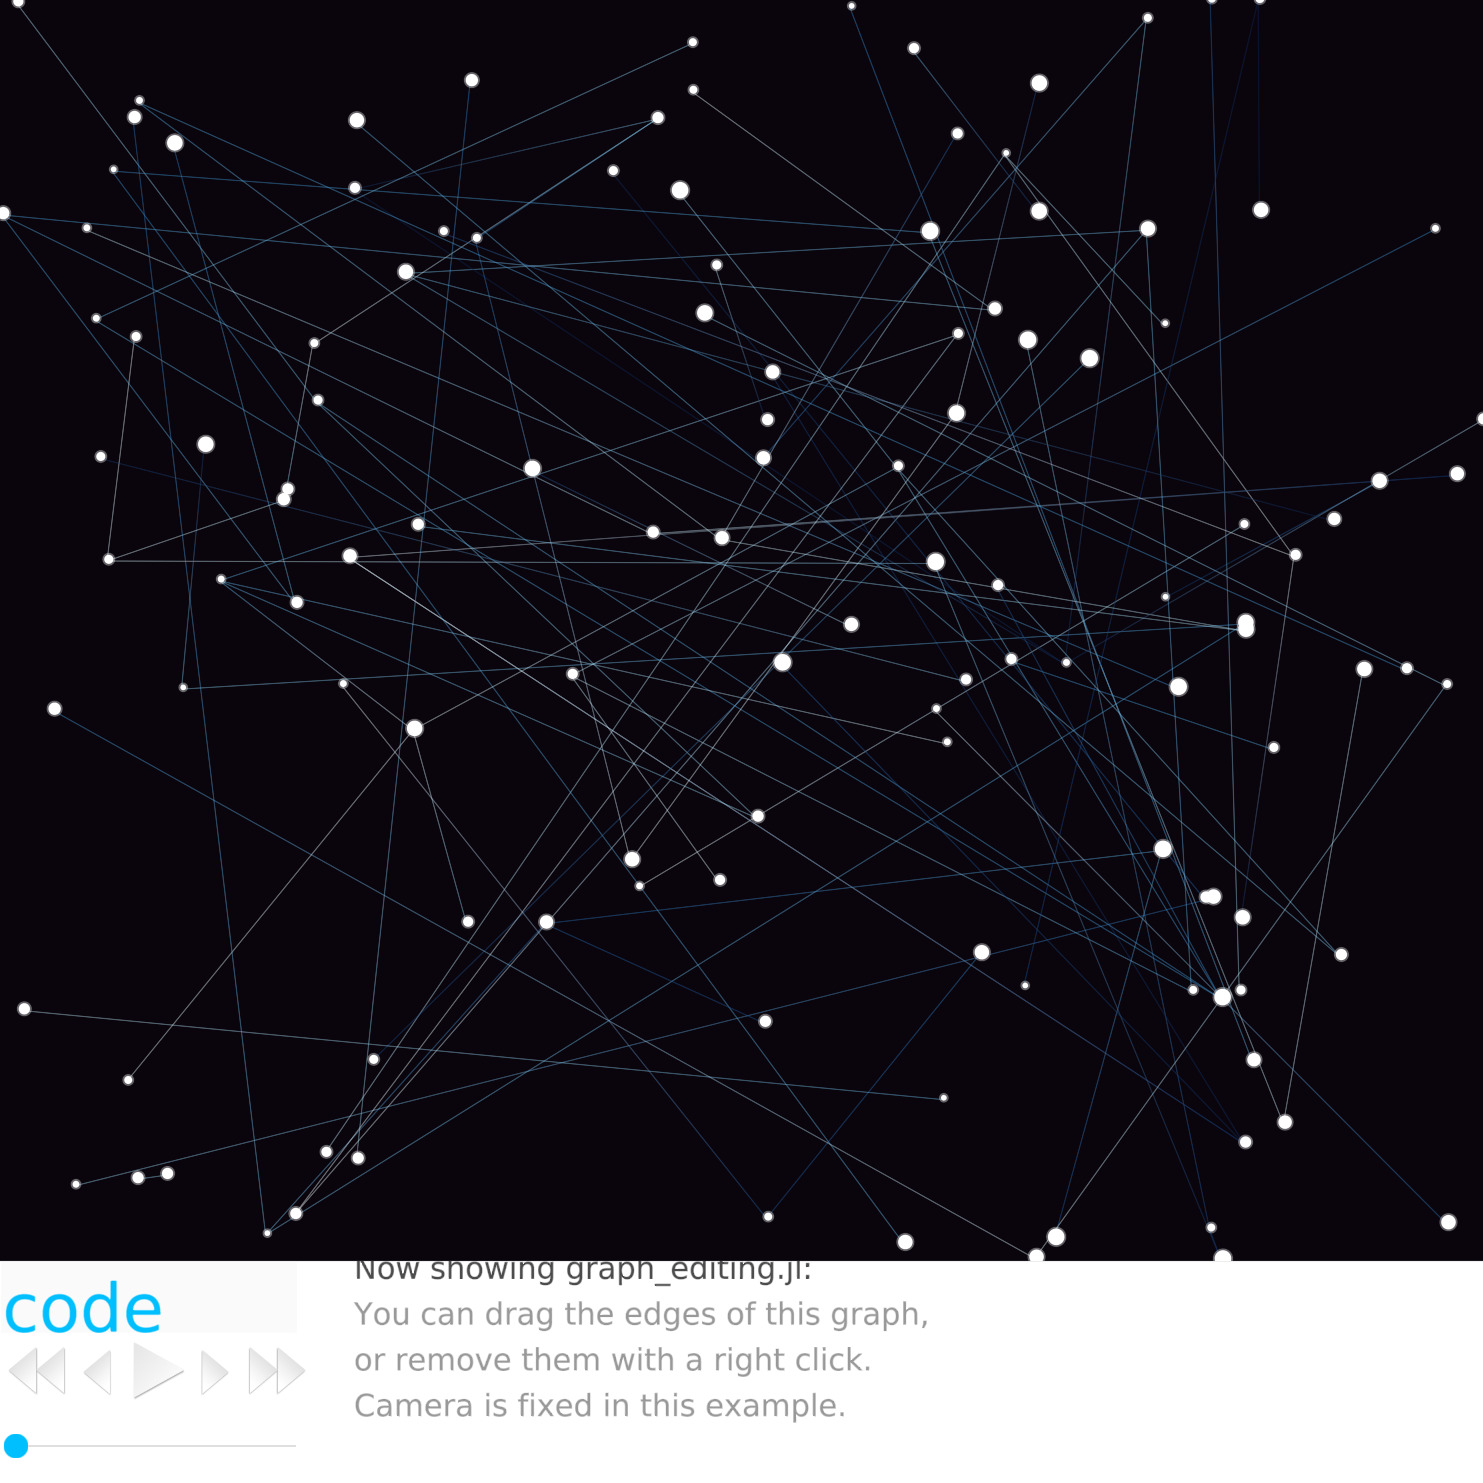 Now showing graph_editing.jl:
code
You can drag the edges of this graph,
or remove them with a right click.
Camera is fixed in this example.